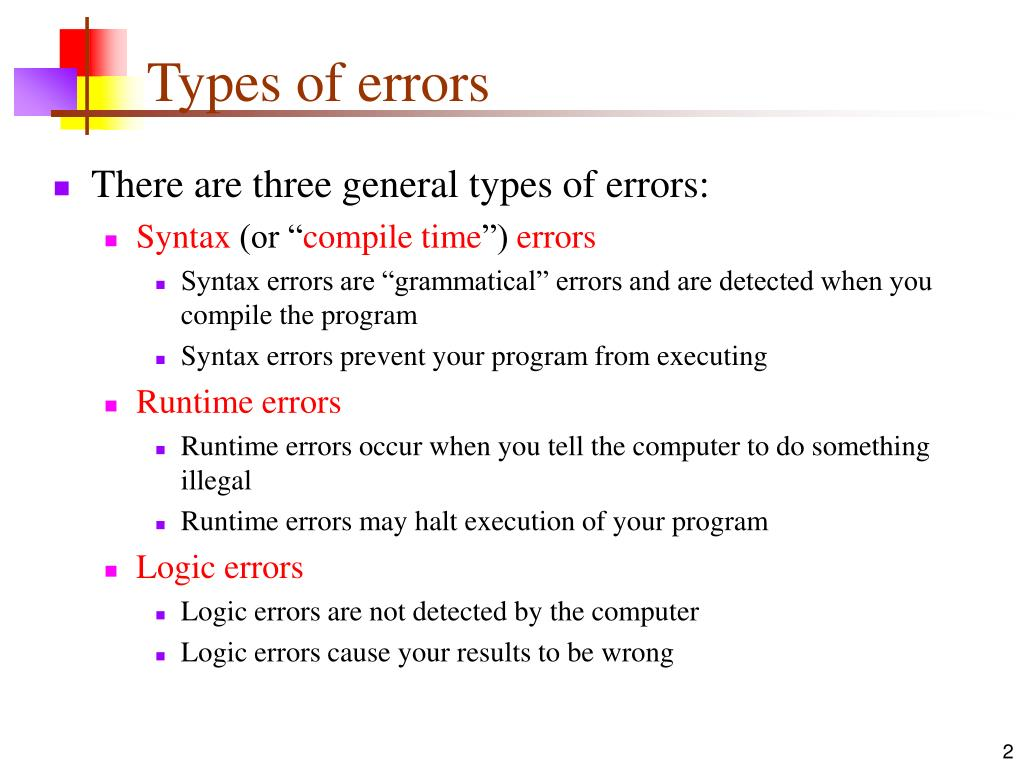 Types of errors
There are three general types of errors:
Syntax (or “compile time”) errors
Syntax errors are “grammatical” errors and are detected when you
compile the program
Syntax errors prevent your program from executing
Runtime errors
Runtime errors occur when you tell the computer to do something
illegal
Runtime errors may halt execution of your program
Logic errors
Logic errors are not detected by the computer
Logic errors cause your results to be wrong
2